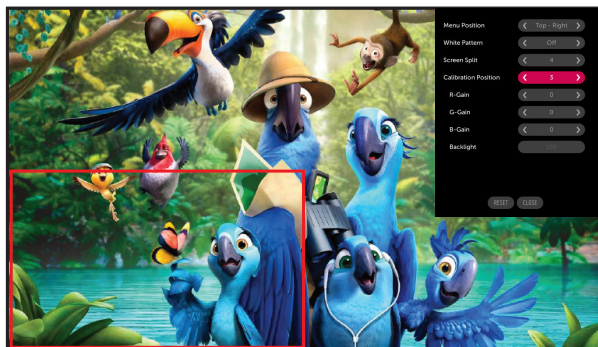 Menu Position Top - Right
White Pattern Off
Screen Split 4
Calibration Position 3
R-Gain 0
G-Gain 0
B-Gain 0
Backlight
RESET CLOSE